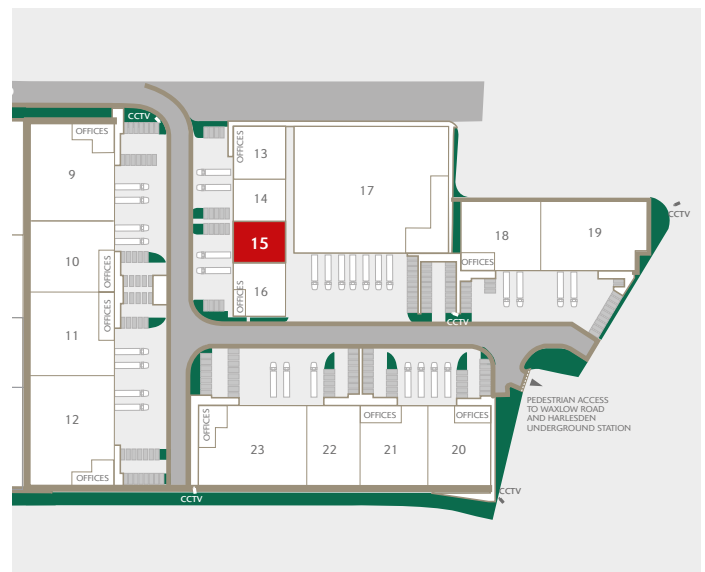 CCTV
OFFICES
9
OFFICES
13
14
17
15
16
OFFICES
18
19
CCTV
OFFICES
10
OFFICES
OFFICES
11
12
OFFICES
CCTV
PEDESTRIAN ACCESS
TO WAXLOW ROAD
AND HARLESDEN
UNDERGROUND STATION
OFFICES
23
22
OFFICES
21
OFFICES
20
CCTV
CCTV